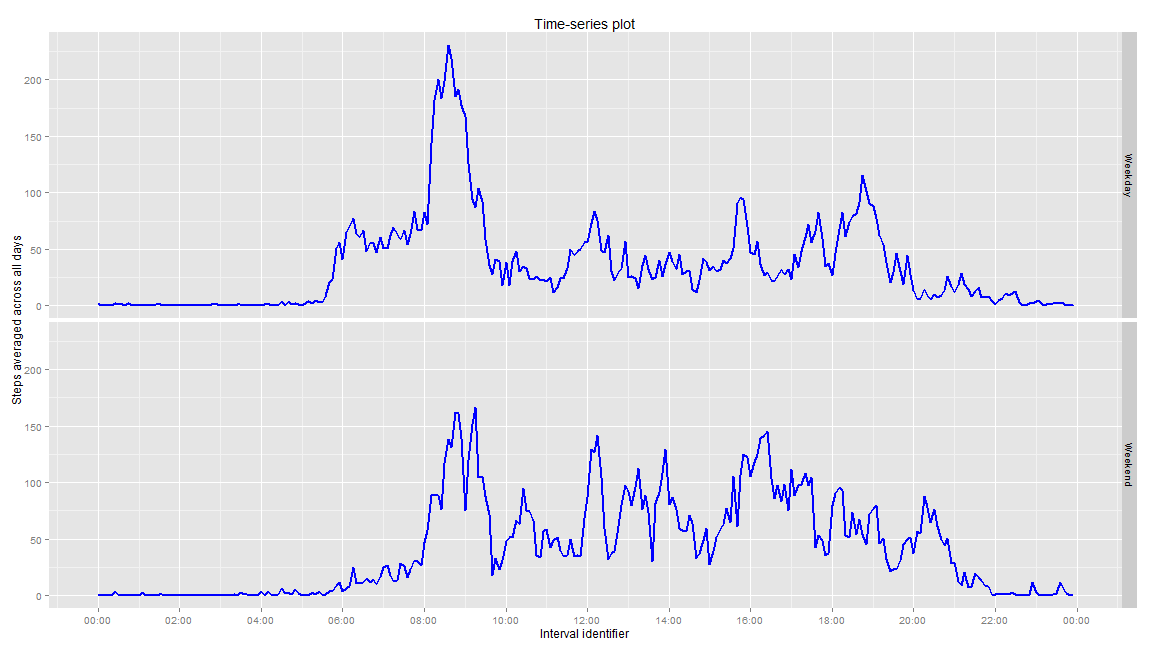 Time-series plot
Steps averaged across all days
200
150
100
50
0
Weekday
200
150
100
50
0
Weekend
00:00 02:00 04:00 06:00 08:00 10:00 12:00 14:00 16:00 18:00 20:00 22:00 00:00
Interval identifier